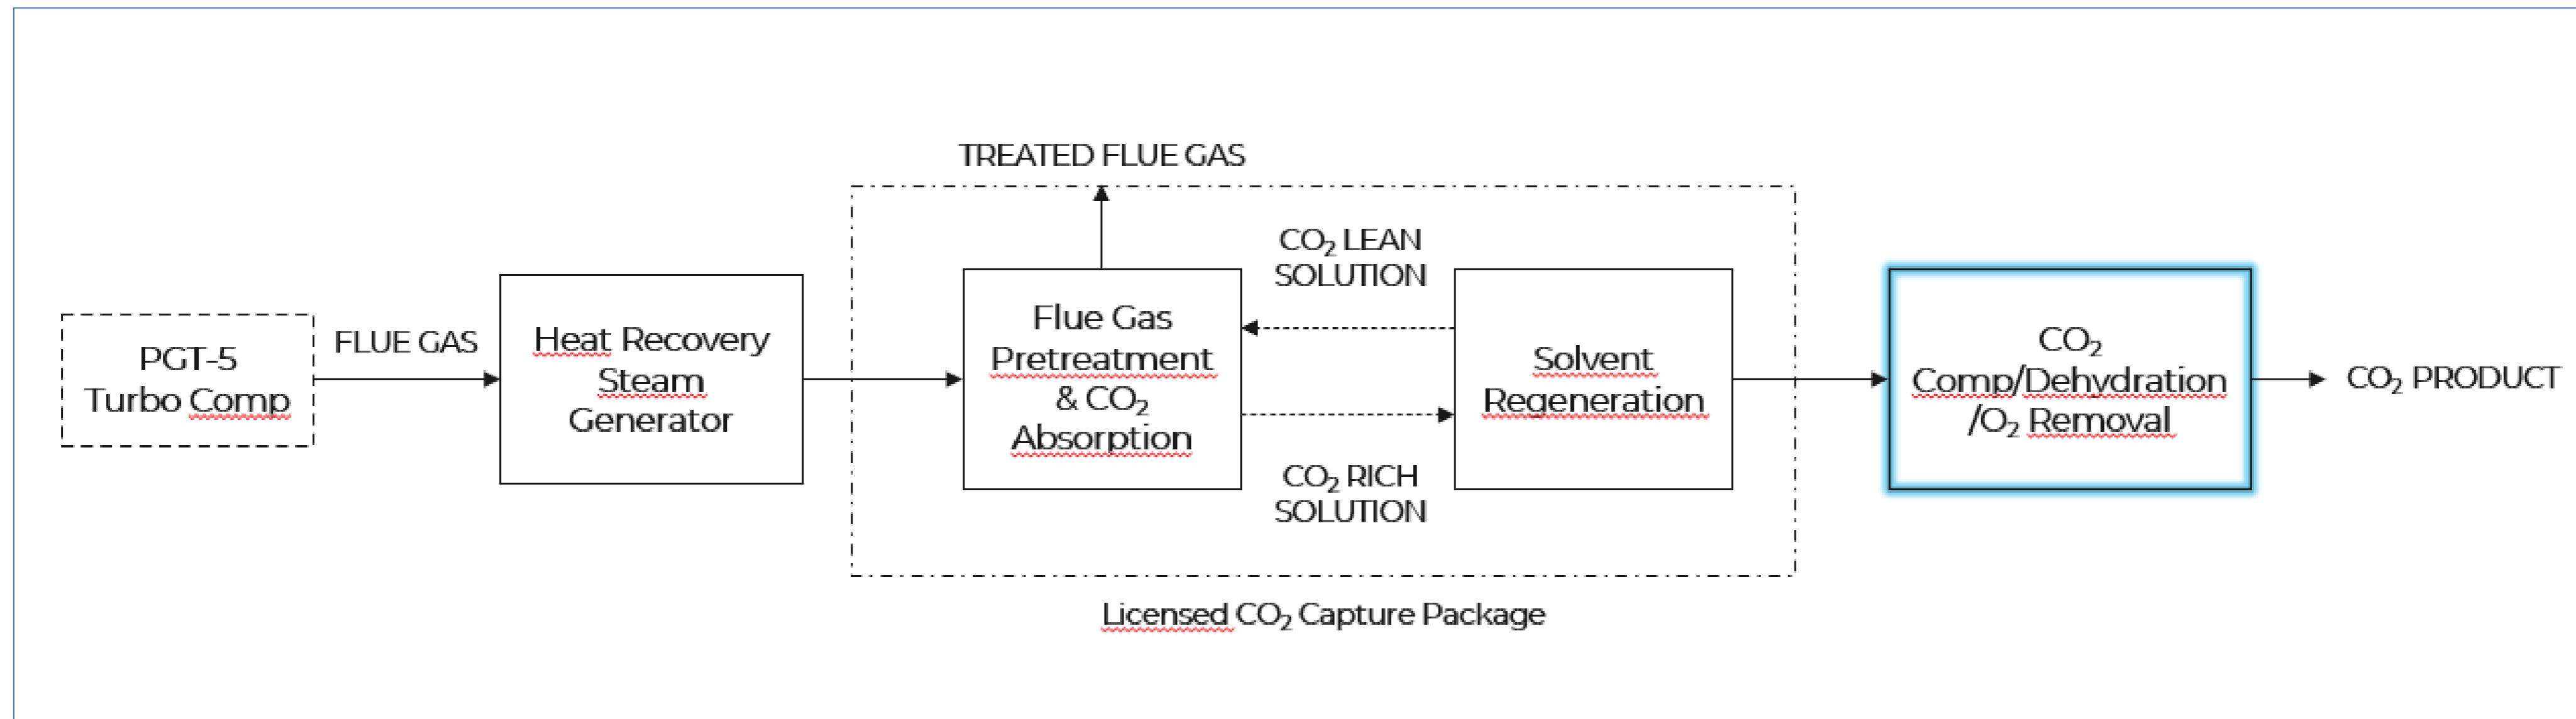 TREATED FLUE GAS
PGT-5
Turbo Comp
FLUE GAS
Heat Recovery
Steam
Generator
Flue Gas
Pretreatment
& CO₂
Absorption
CO₂ LEAN
SOLUTION
CO₂ RICH
SOLUTION
Solvent
Regeneration
CO₂
Comp/Dehydration
/O₂ Removal
CO₂ PRODUCT
Licensed CO₂ Capture Package